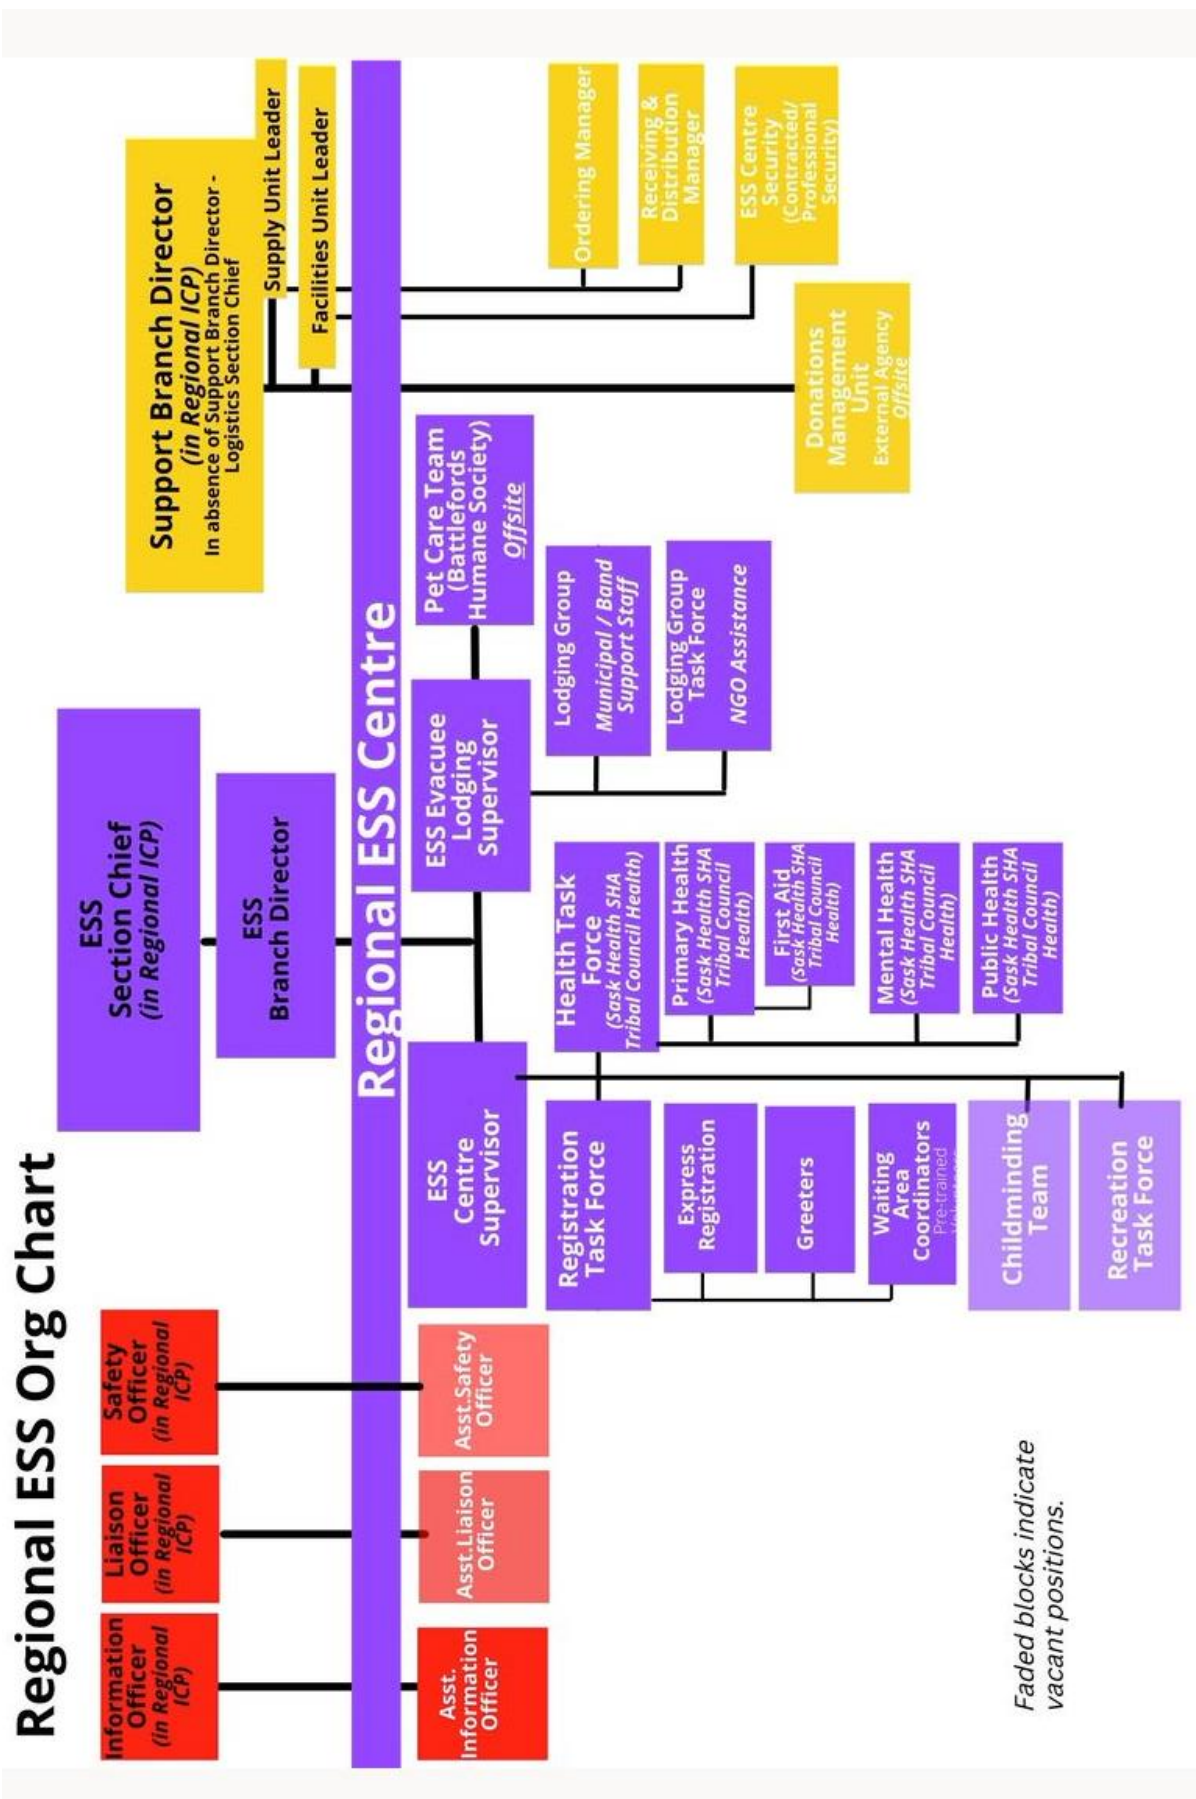 Regional ESS Org Chart
Information
Officer
(in Regional
ICP)
Liaison
Officer
(in Regional
ICP)
Safety
Officer
(in Regional
ICP)
ESS
Section Chief
(in Regional ICP)
ESS
Branch Director
Support Branch Director
(in Regional ICP)
In absence of Support Branch Director -
Logistics Section Chief
Supply Unit Leader
Facilities Unit Leader
Regional ESS Centre
Asst.
Information
Officer
Asst.Liaison
Officer
Asst.Safety
Officer
ESS
Centre
Supervisor
Registration
Task Force
Express
Registration
Greeters
Waiting
Area
Coordinators
Pre-trained
Childminding
Team
Recreation
Task Force
Health Task
Force
(Sask Health SHA
Tribal Council Health)
Primary Health
(Sask Health SHA
Tribal Council
Health)
First Aid
(Sask Health SHA
Tribal Council
Health)
Mental Health
(Sask Health SHA
Tribal Council
Health)
Public Health
(Sask Health SHA
Tribal Council
Health)
ESS Evacuee
Lodging
Supervisor
Pet Care Team
(Battlefords
Humane Society)
Offsite
Lodging Group
Municipal / Band
Support Staff
Lodging Group
Task Force
NGO Assistance
Ordering Manager
Receiving &
Distribution
Manager
ESS Centre
Security
(Contracted/
Professional
Security)
Donations
Management
Unit
External Agency
Offsite
Faded blocks indicate
vacant positions.